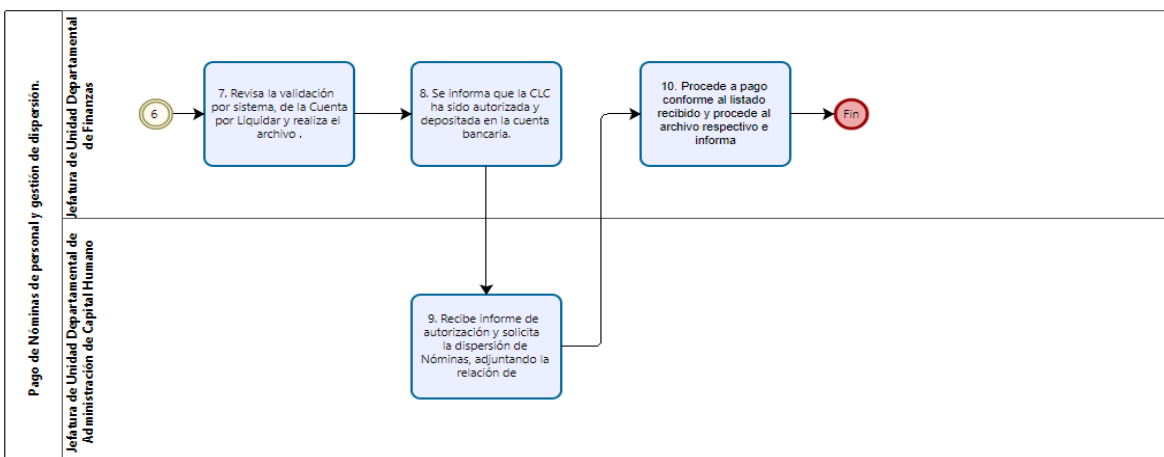 Pago de Nóminas de personal y gestión de dispersión.
Jefatura de Unidad Departamental
de Finanzas
6
7. Revisa la validación
por sistema, de la Cuenta
por Liquidar y realiza el
archivo .
8. Se informa que la CLC
ha sido autorizada y
depositada en la cuenta
bancaria.
10. Procede a pago
conforme al listado
recibido y procede al
archivo respectivo e
informa
Fin
Jefatura de Unidad Departamental de
Administración de Capital Humano
9. Recibe informe de
autorización y solicita
la dispersión de
Nóminas, adjuntando la
relación de